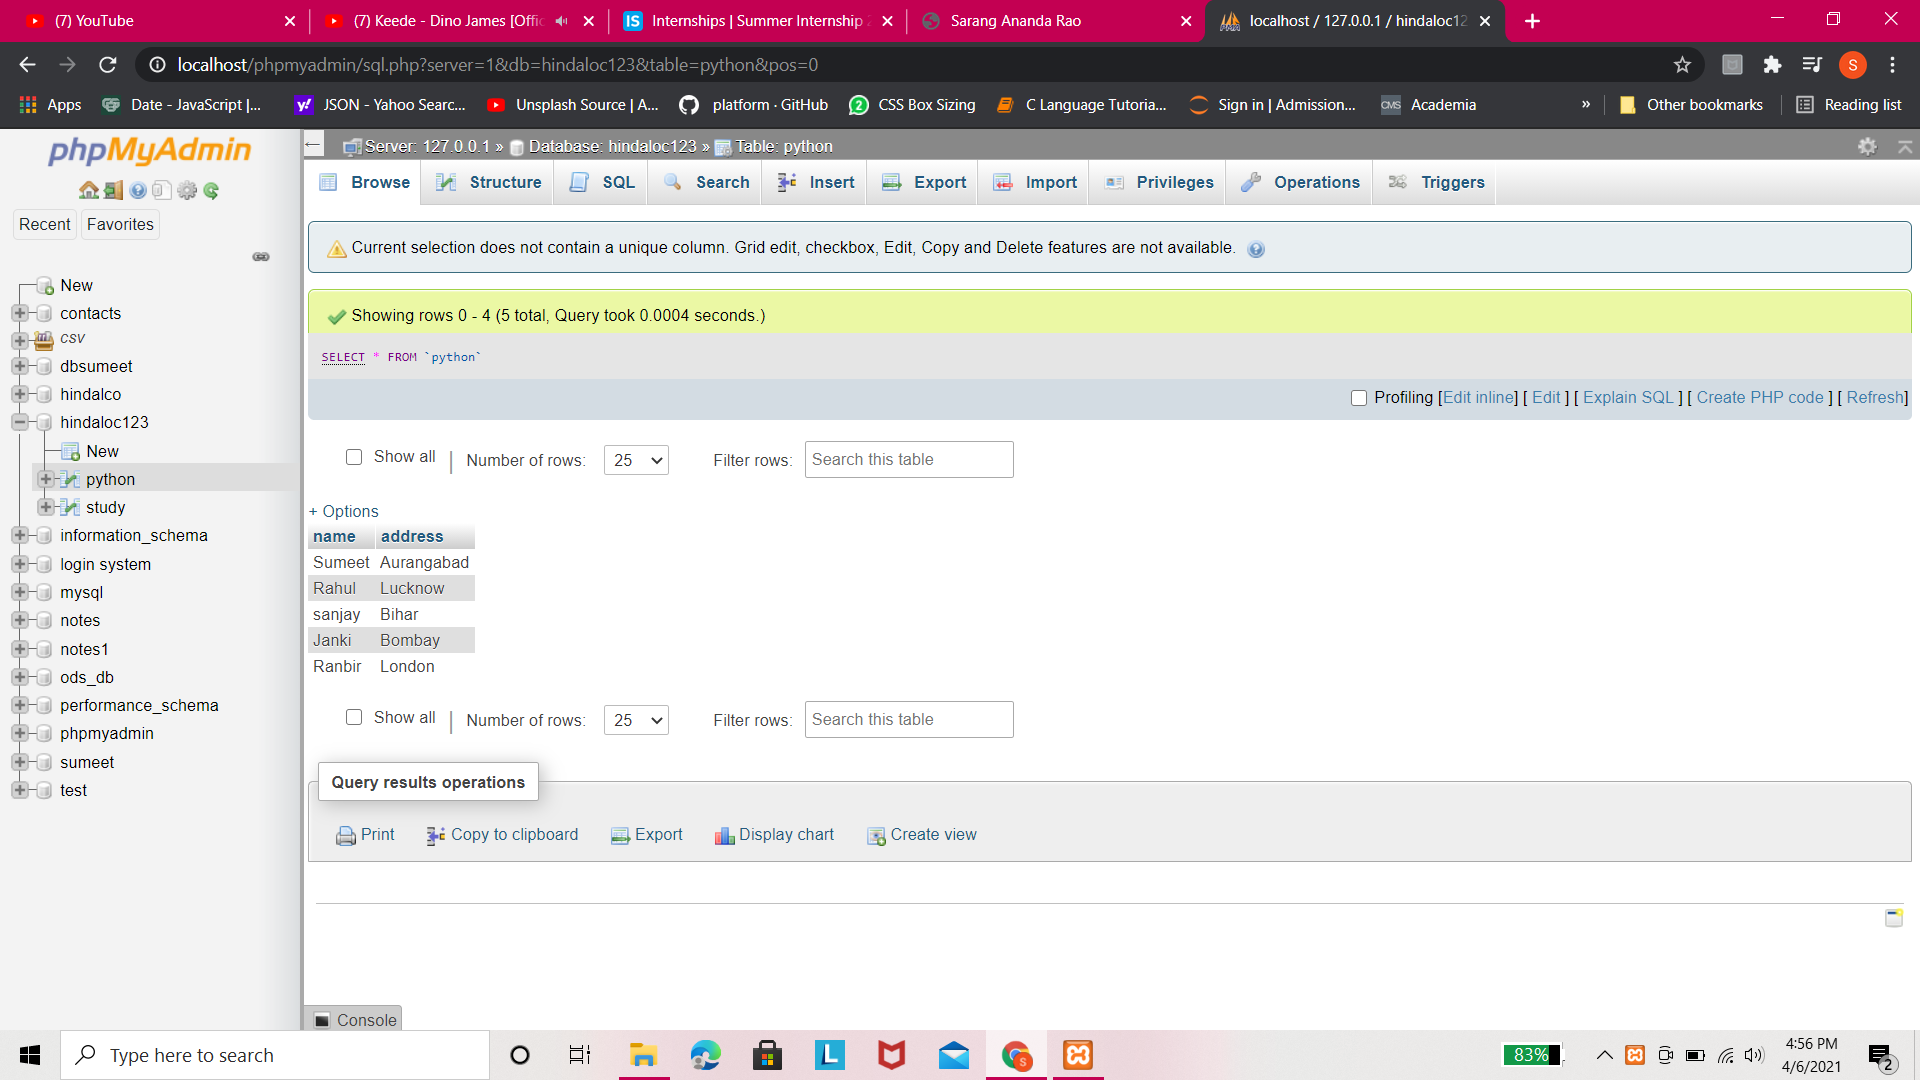 (7) YouTube
(7) Keede - Dino James [Offic
Internships | Summer Internship 2
Sarang Ananda Rao
localhost / 127.0.0.1 / hindaloc12
localhost/phpmyadmin/sql.php?server=1&db=hindaloc123&table=python&pos=0
S
Apps
Date - JavaScript |...
JSON - Yahoo Searc...
Unsplash Source | A...
platform · GitHub
CSS Box Sizing
C Language Tutoria...
Sign in | Admission...
CMS Academia
»
Other bookmarks
Reading list
phpMyAdmin
Recent
Favorites
New
contacts
csv
dbsumeet
hindalco
hindaloc123
New
python
study
information_schema
login system
mysql
notes
notes1
ods_db
performance_schema
phpmyadmin
sumeet
test
Server: 127.0.0.1 » Database: hindaloc123 » Table: python
Browse
Structure
SQL
Search
Insert
Export
Import
Privileges
Operations
Triggers
Current selection does not contain a unique column. Grid edit, checkbox, Edit, Copy and Delete features are not available.
Showing rows 0 - 4 (5 total, Query took 0.0004 seconds.)
SELECT * FROM `python`
Profiling [Edit inline] [ Edit ] [ Explain SQL ] [ Create PHP code ] [ Refresh]
Show all | Number of rows: 25 Filter rows: Search this table
+ Options
name address
Sumeet Aurangabad
Rahul Lucknow
sanjay Bihar
Janki Bombay
Ranbir London
Show all | Number of rows: 25 Filter rows: Search this table
Query results operations
Print
Copy to clipboard
Export
Display chart
Create view
Console
Type here to search
L
83%
4:56 PM
4/6/2021
2